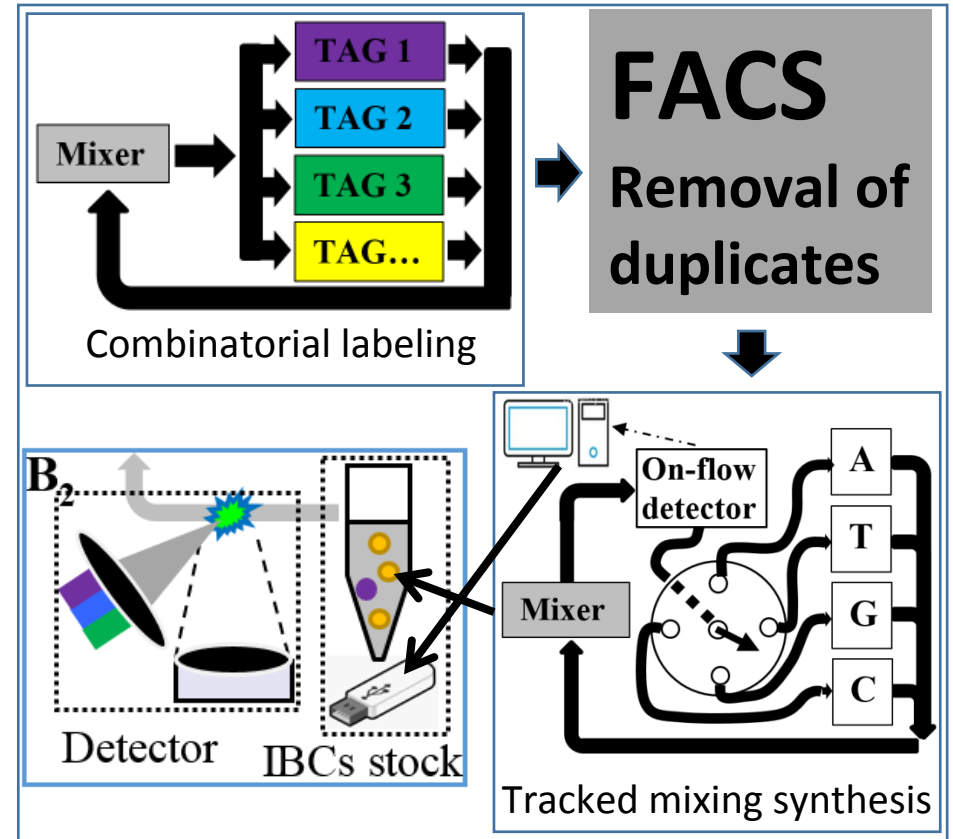 TAG 1
TAG 2
Mixer
TAG 3
TAG...
Combinatorial labeling
FACS
Removal of
duplicates
B2
Detector
IBCs stock
On-flow
detector
Mixer
A
T
G
C
Tracked mixing synthesis